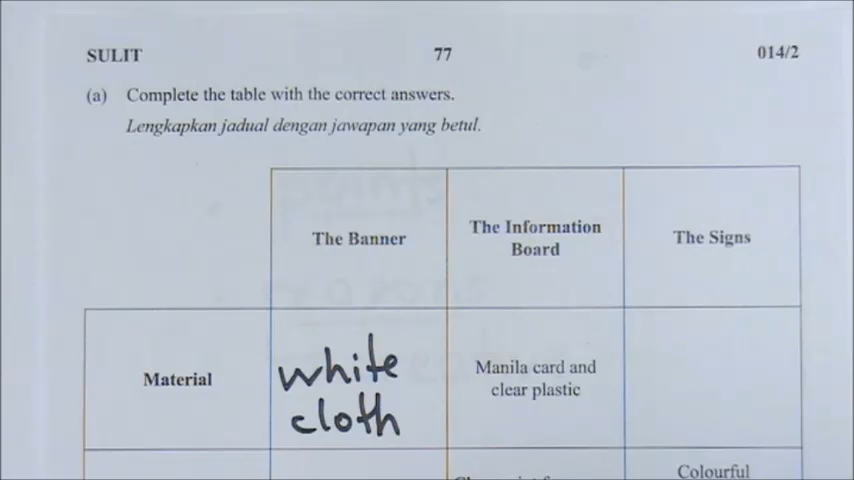 SULIT 77 014/2
(a) Complete the table with the correct answers.
Lengkapkan jadual dengan jawapan yang betul.
The Banner
The Information
Board
The Signs
Material
white
cloth
Manila card and
clear plastic
Colourful